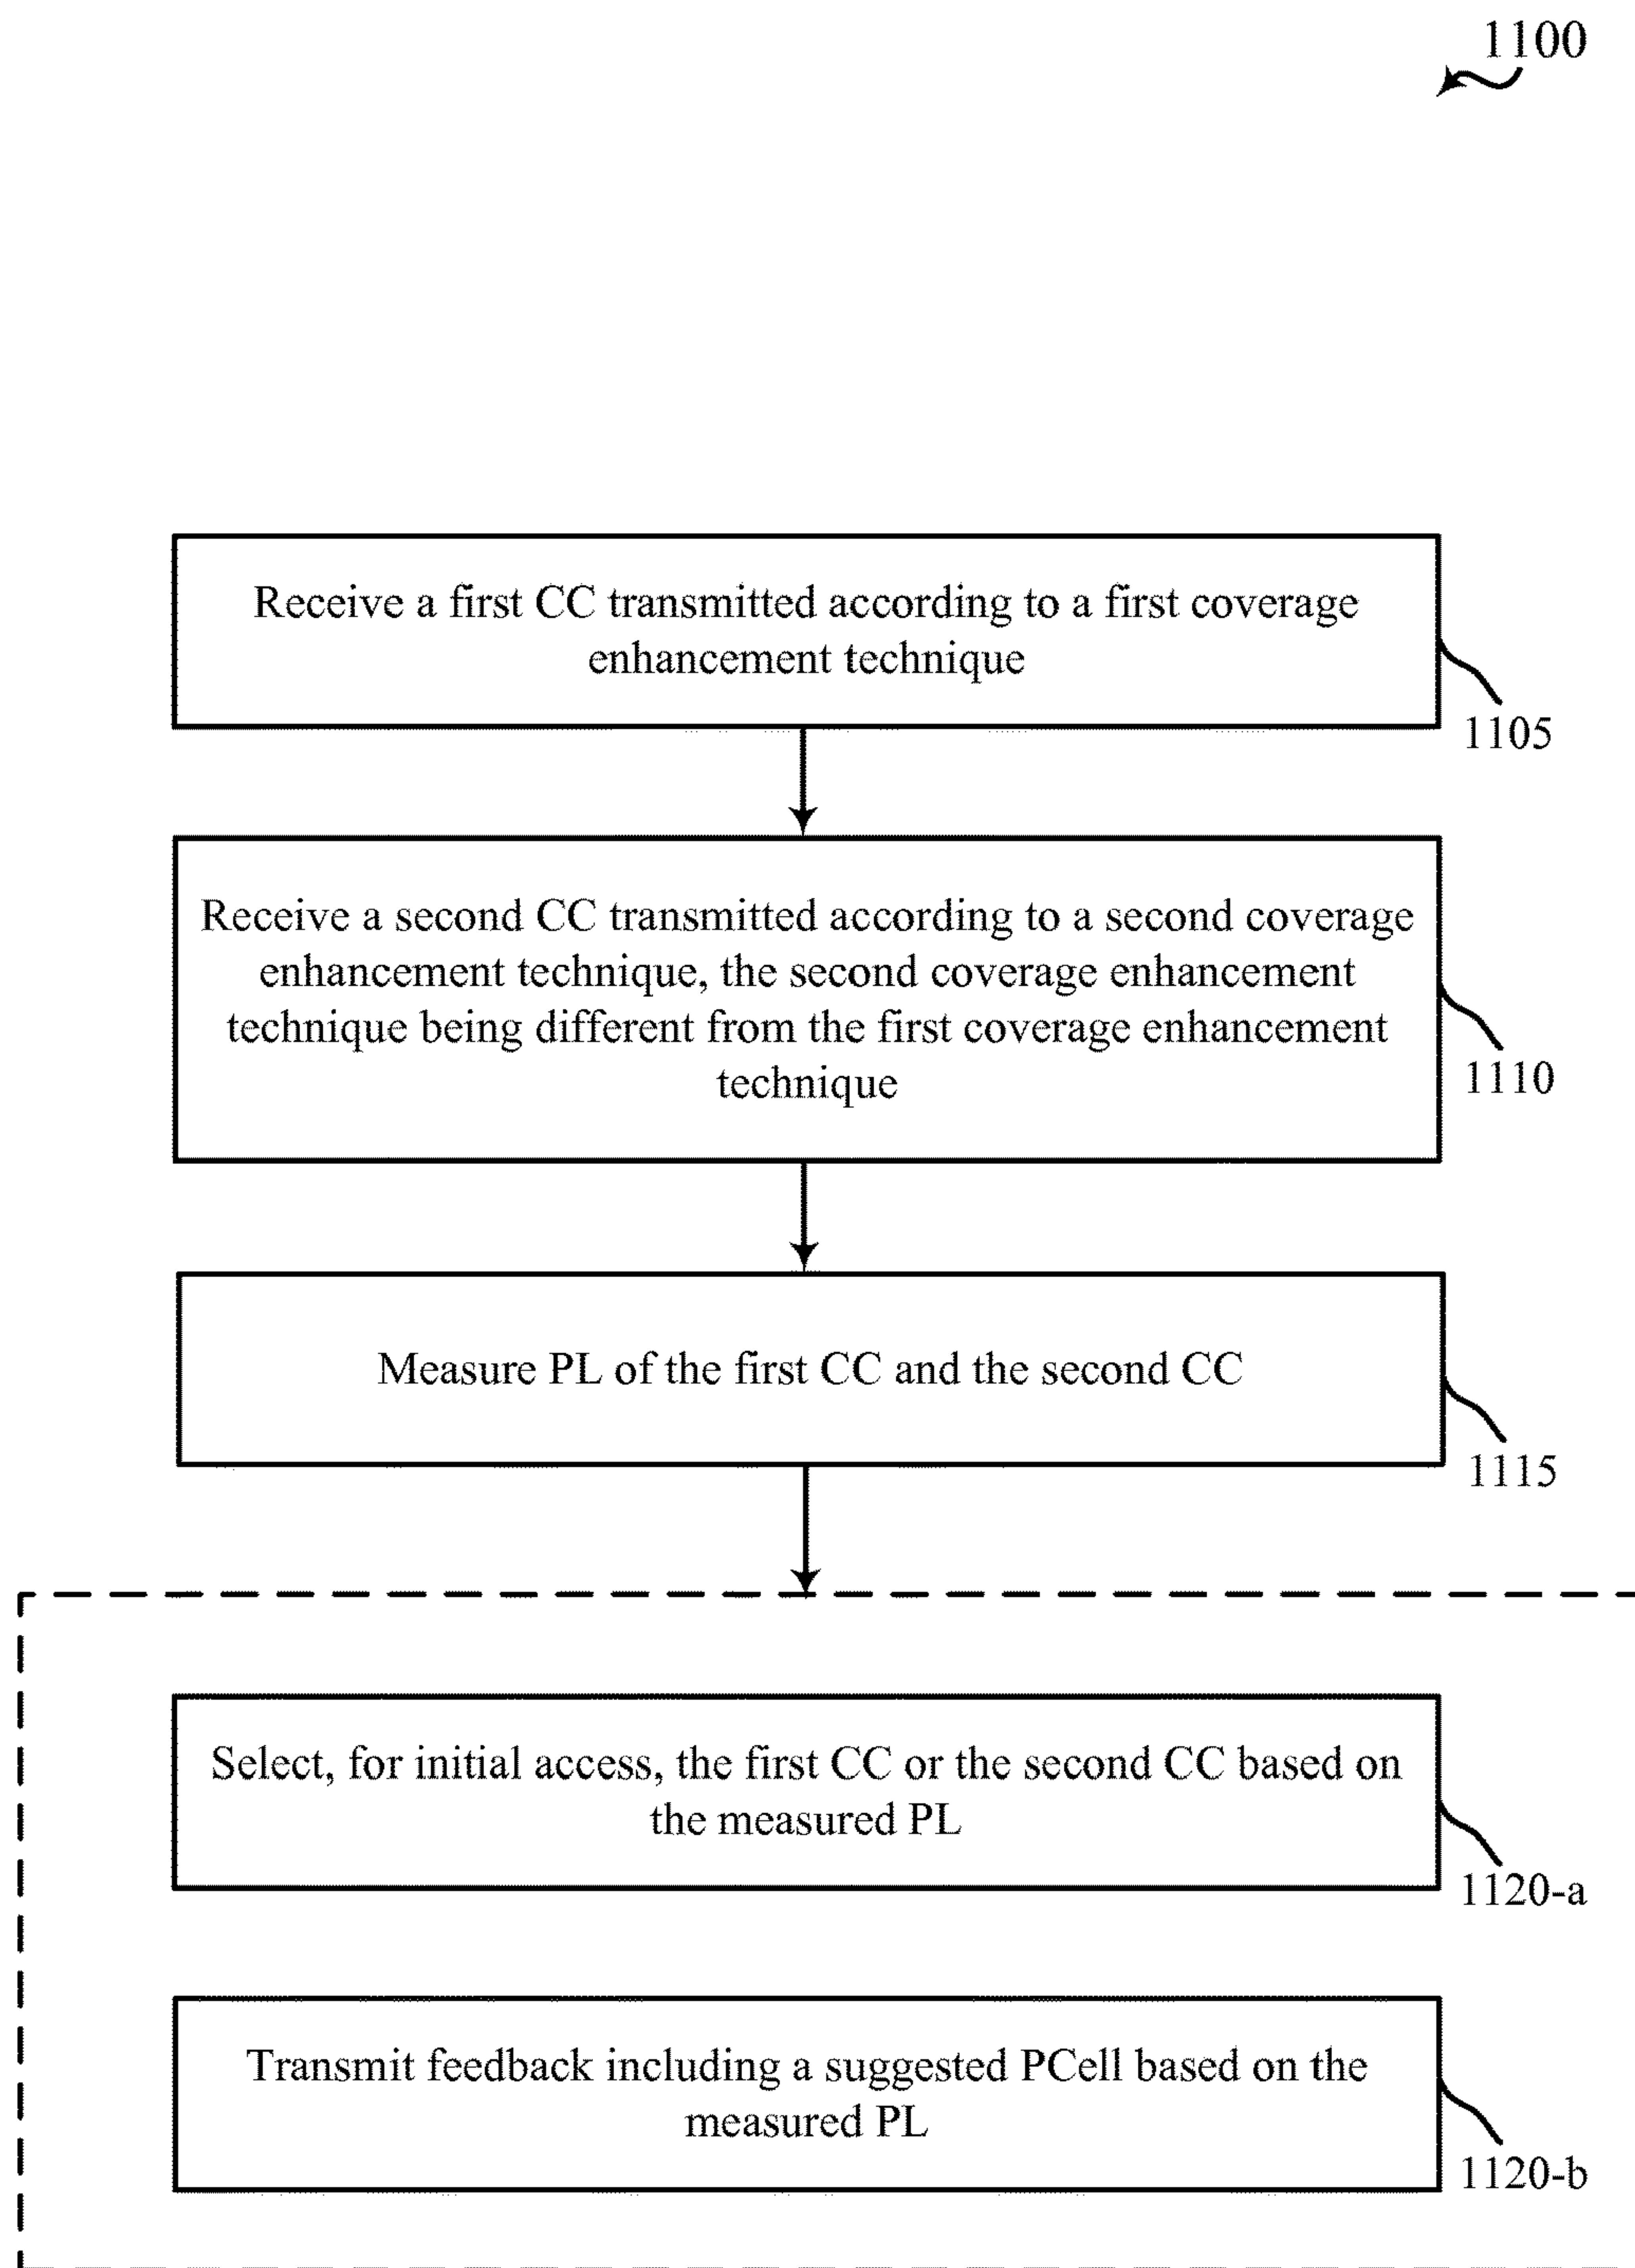 1100
Receive a first CC transmitted according to a first coverage
enhancement technique
1105
Receive a second CC transmitted according to a second coverage
enhancement technique, the second coverage enhancement
technique being different from the first coverage enhancement
technique
1110
Measure PL of the first CC and the second CC
1115
Select, for initial access, the first CC or the second CC based on
the measured PL
1120-a
Transmit feedback including a suggested PCell based on the
measured PL
1120-b